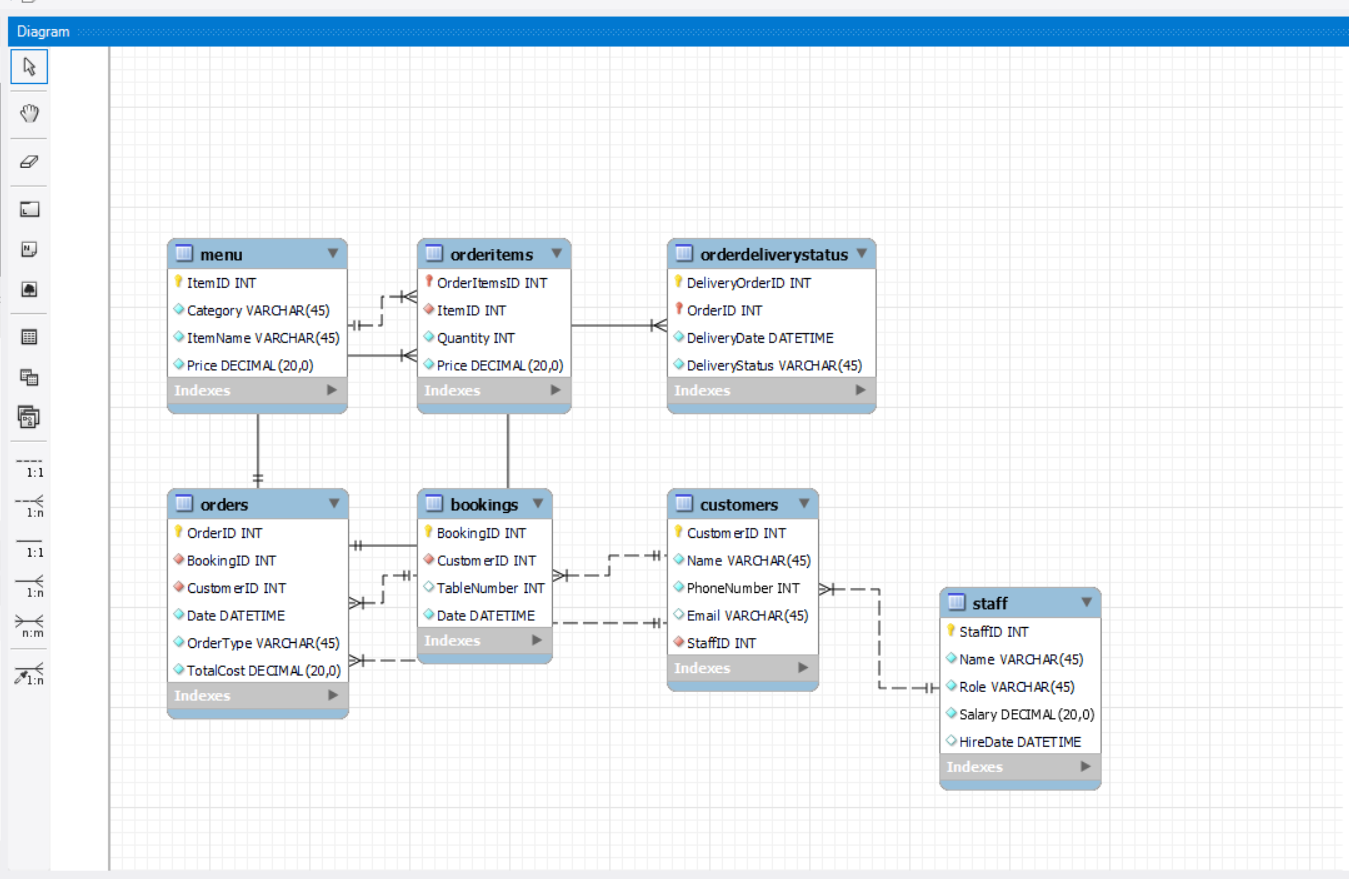 Diagram
menu
ItemID INT
Category VARCHAR(45)
ItemName VARCHAR(45)
Price DECIMAL(20,0)
Indexes
orderitems
OrderItemsID INT
ItemID INT
Quantity INT
Price DECIMAL(20,0)
Indexes
orderdeliverystatus
DeliveryOrderID INT
OrderID INT
DeliveryDate DATETIME
DeliveryStatus VARCHAR(45)
Indexes
orders
OrderID INT
BookingID INT
CustomerID INT
Date DATETIME
OrderType VARCHAR(45)
TotalCost DECIMAL(20,0)
Indexes
bookings
BookingID INT
CustomerID INT
TableNumber INT
Date DATETIME
Indexes
customers
CustomerID INT
Name VARCHAR(45)
PhoneNumber INT
Email VARCHAR(45)
StaffID INT
Indexes
staff
StaffID INT
Name VARCHAR(45)
Role VARCHAR(45)
Salary DECIMAL(20,0)
HireDate DATETIME
Indexes
1:1
1:n
1:1
1:n
n:m
1:n